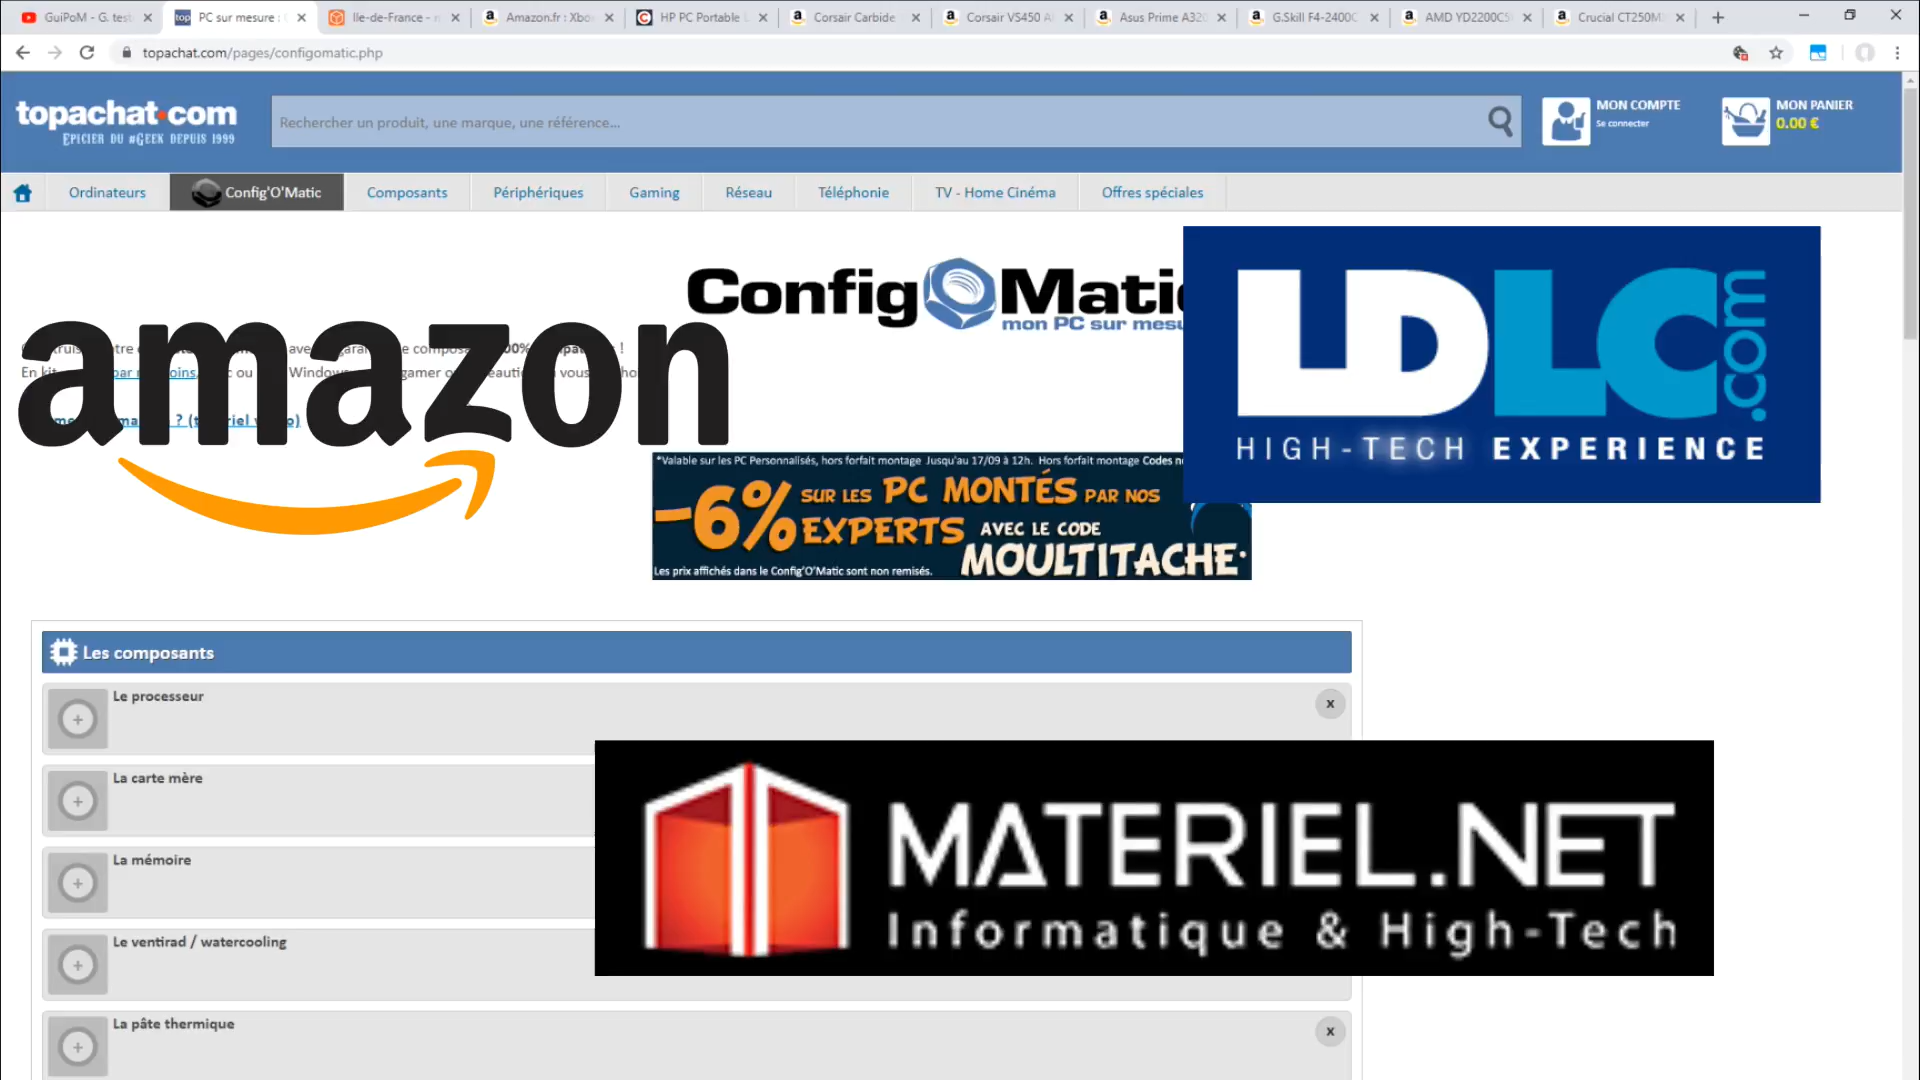 GuiPoM - G. test
PC sur mesure :
Ile-de-France -
Amazon.fr : Xbo
HP PC Portable
Corsair Carbide
Corsair VS450
Asus Prime A320
G.Skill F4-2400C
AMD YD2200C5
Crucial CT250M
topachat.com/pages/configomatic.php
topachat.com
EPICIER DU #GEEK DEPUIS 1999
Rechercher un produit, une marque, une référence...
MON COMPTE
Se connecter
MON PANIER
0.00 €
Ordinateurs
Config'O'Matic
Composants
Périphériques
Gaming
Réseau
Téléphonie
TV - Home Cinéma
Offres spéciales
Config Matic
mon PC sur mesu
amazon
LDLC.com
HIGH-TECH EXPERIENCE
*Valable sur les PC Personnalisés, hors forfait montage Jusqu'au 17/09 à 12h. Hors forfait montage Codes
-6% SUR LES PC MONTÉS PAR NOS
EXPERTS AVEC LE CODE
MOULTITACHE*
Les prix affichés dans le Config'O'Matic sont non remisés.
Les composants
Le processeur
x
La carte mère
La mémoire
MATERIEL.NET
Informatique & High-Tech
Le ventirad / watercooling
La pâte thermique
x